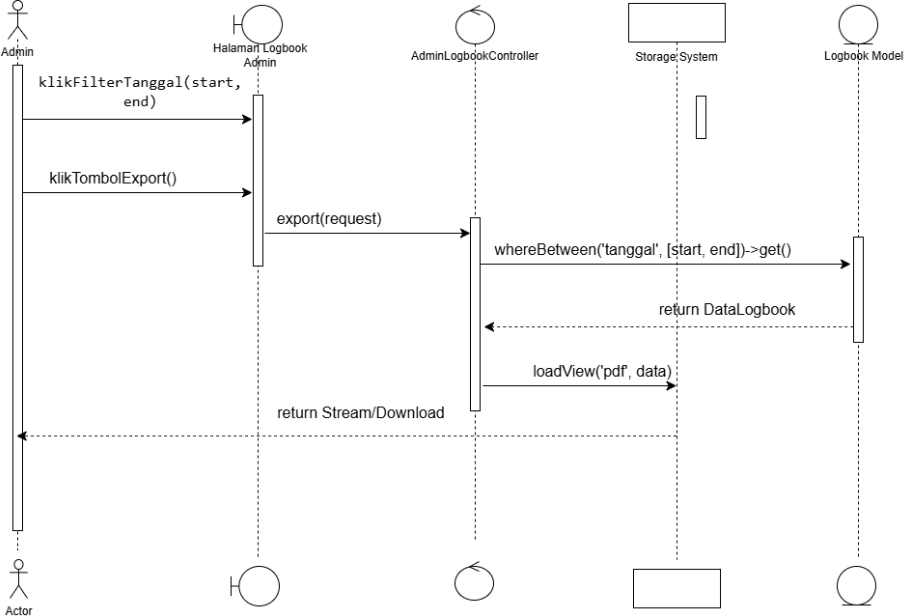 Admin
Halaman Logbook
Admin
AdminLogbookController
Storage System
Logbook Model
klikFilterTanggal(start,
end)
klikTombolExport()
export(request)
whereBetween('tanggal', [start, end])->get()
return DataLogbook
loadView('pdf', data)
return Stream/Download
Actor